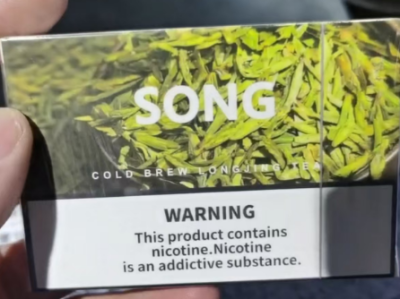 SONG
COLD BREW LONGJING TEA
WARNING
This product contains
nicotine.Nicotine
is an addictive substance.